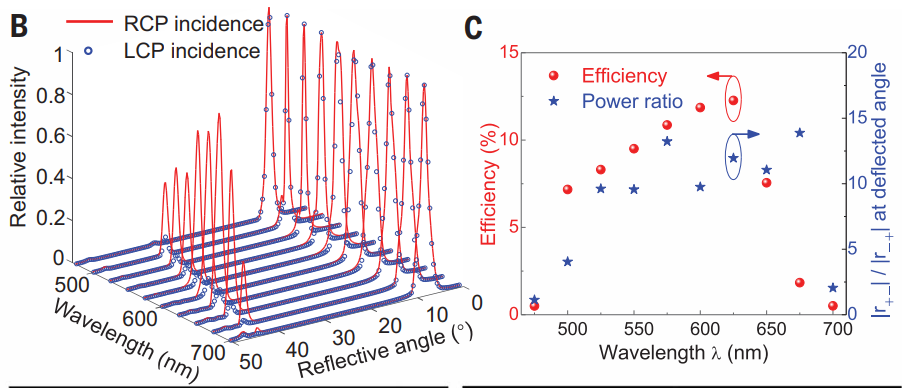 B
RCP incidence
LCP incidence
Relative intensity
1
0.8
0.6
0.4
0.2
0
500
600
700
Wavelength (nm)
50
40
30
20
10
0
Reflective angle (°)
C
15
10
5
0
Efficiency (%)
Efficiency
Power ratio
20
15
10
5
0
|r₊₋| / |r₋₊| at deflected angle
500
550
600
650
700
Wavelength λ (nm)